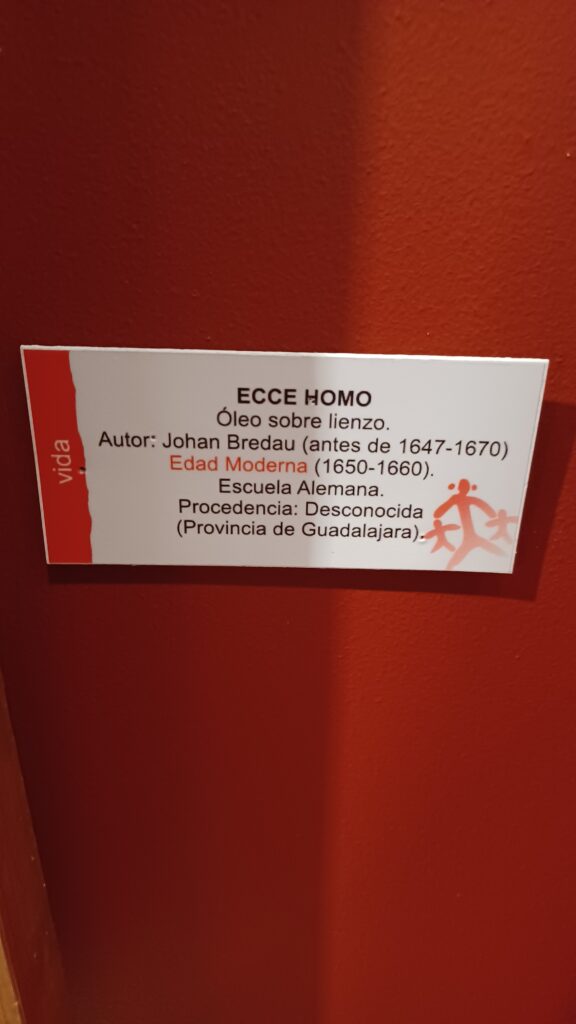 vida
ECCE HOMO
Óleo sobre lienzo.
Autor: Johan Bredau (antes de 1647-1670)
Edad Moderna (1650-1660).
Escuela Alemana.
Procedencia: Desconocida
(Provincia de Guadalajara).